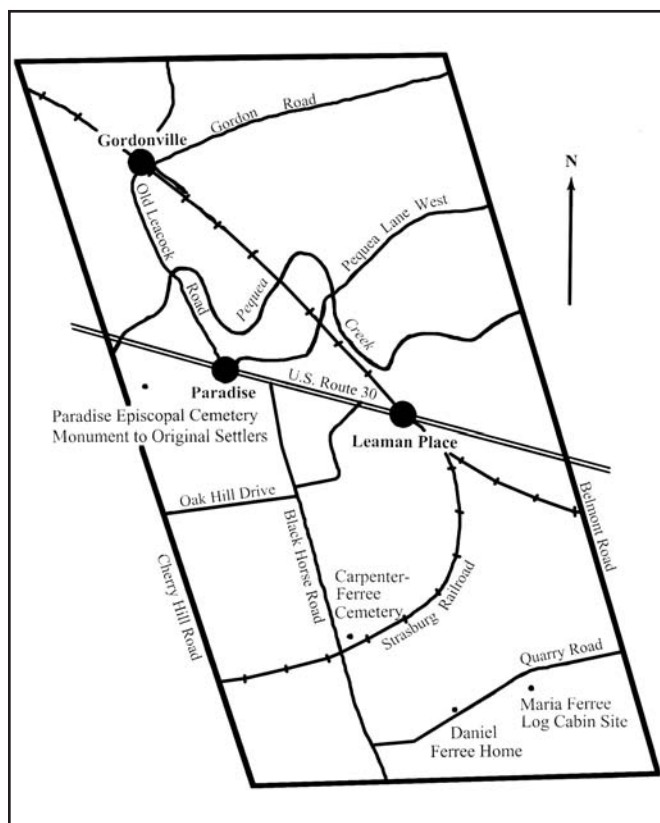 Gordon Road
Gordonville
N
Old Leacock
Road
Pequea Lane West
Pequea
Creek
Paradise
U.S. Route 30
Paradise Episcopal Cemetery
Monument to Original Settlers
Leaman Place
Oak Hill Drive
Belmont Road
Black Horse Road
Cherry Hill Road
Carpenter-
Ferree
Cemetery
Strasburg Railroad
Quarry Road
Maria Ferree
Log Cabin Site
Daniel
Ferree Home